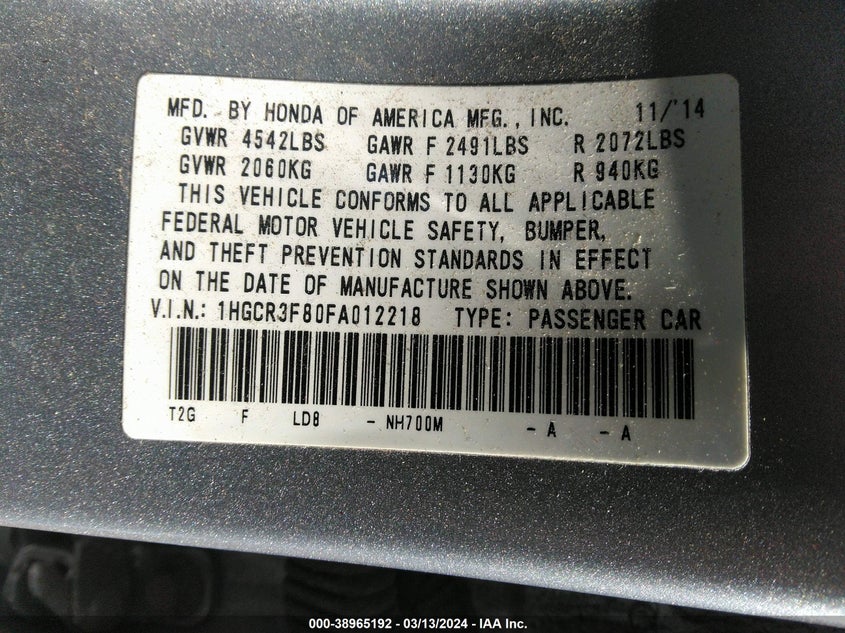 MFD. BY HONDA OF AMERICA MFG., INC. 11/'14
GVWR 4542LBS GAWR F 2491LBS R 2072LBS
GVWR 2060KG GAWR F 1130KG R 940KG
THIS VEHICLE CONFORMS TO ALL APPLICABLE
FEDERAL MOTOR VEHICLE SAFETY, BUMPER,
AND THEFT PREVENTION STANDARDS IN EFFECT
ON THE DATE OF MANUFACTURE SHOWN ABOVE.
V.I.N.: 1HGCR3F80FA012218 TYPE: PASSENGER CAR
T2G F LD8 - NH700M - A - A
000-38965192 - 03/13/2024 - IAA Inc.